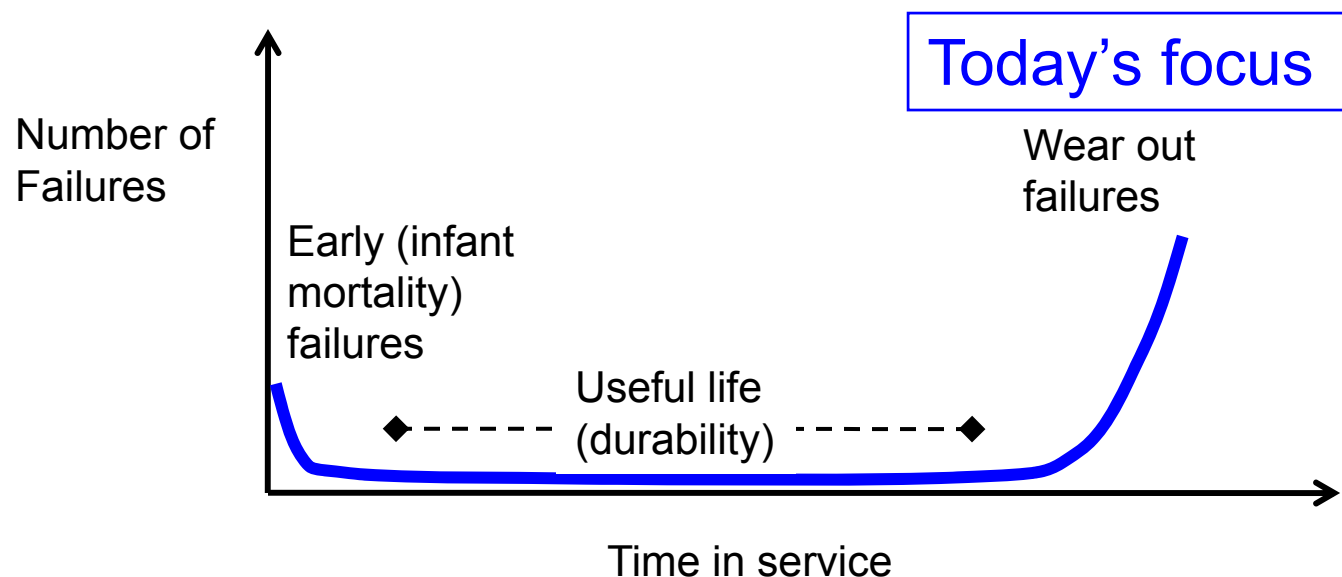 Today’s focus
Number of
Failures
Wear out
failures
Early (infant
mortality)
failures
Useful life
(durability)
Time in service